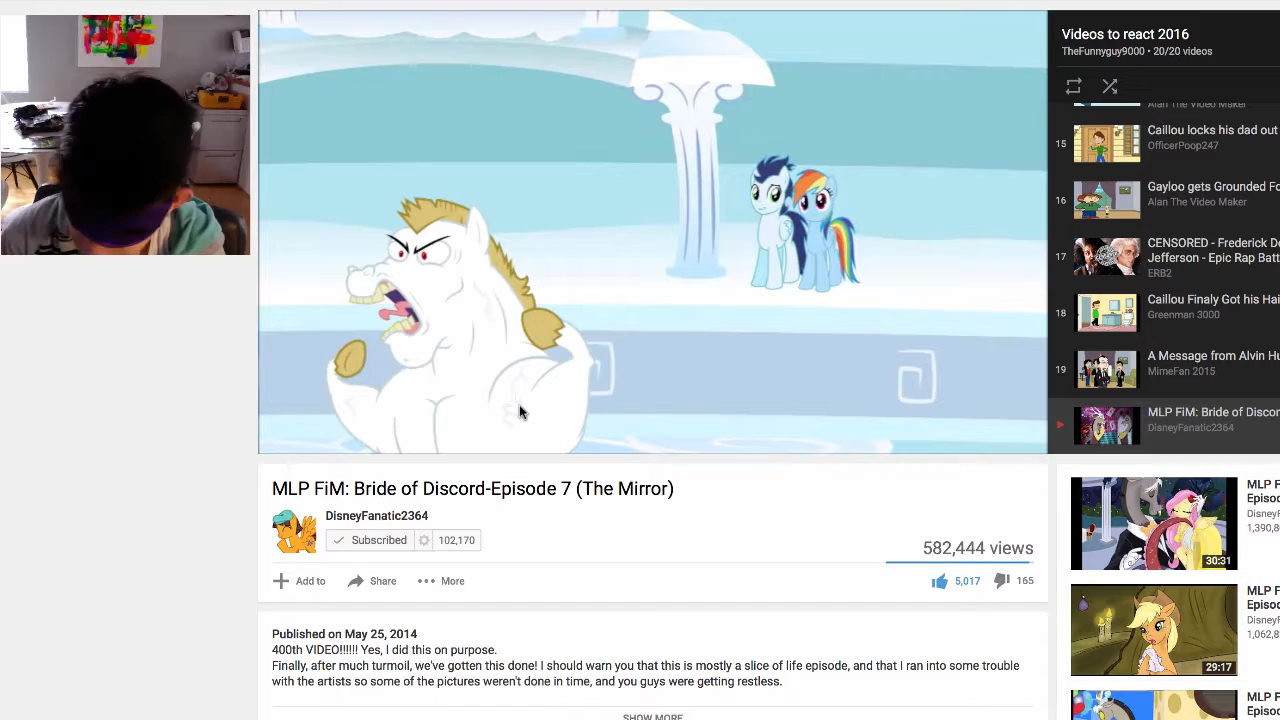 Videos to react 2016
TheFunnyguy9000 • 20/20 videos
Alan The Video Maker
15
Caillou locks his dad out
OfficerPoop247
16
Gayloo gets Grounded Fo
Alan The Video Maker
17
CENSORED - Frederick Do
Jefferson - Epic Rap Batt
ERB2
18
Caillou Finaly Got his Hai
Greenman 3000
19
A Message from Alvin Hu
MimeFan 2015
MLP FiM: Bride of Discor
DisneyFanatic2364
MLP FiM: Bride of Discord-Episode 7 (The Mirror)
DisneyFanatic2364
Subscribed 102,170
582,444 views
Add to Share More
5,017 165
Published on May 25, 2014
400th VIDEO!!!!!! Yes, I did this on purpose.
Finally, after much turmoil, we've gotten this done! I should warn you that this is mostly a slice of life episode, and that I ran into some trouble
with the artists so some of the pictures weren't done in time, and you guys were getting restless.
SHOW MORE
MLP F
Episo
DisneyF
1,390,8
30:31
MLP F
Episo
DisneyF
1,062,8
29:17
MLP F
Episo